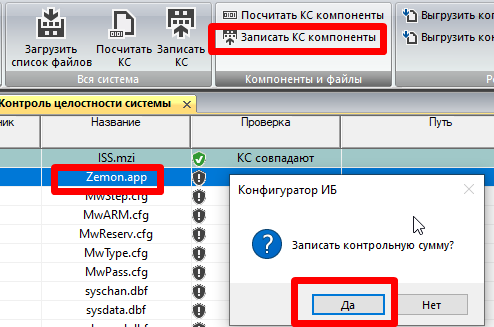 Загрузить список файлов
Посчитать КС
Записать КС
Вся система
Посчитать КС компоненты
Записать КС компоненты
Компоненты и файлы
Выгрузить ко
Выгрузить ко
Контроль целостности системы
ник
Название
Проверка
Путь
ISS.mzi
КС совпадают
Zemon.app
MwStep.cfg
MwARM.cfg
MwReserv.cfg
MwType.cfg
MwPass.cfg
syschan.dbf
sysdata.dbf
Конфигуратор ИБ
Записать контрольную сумму?
Да
Нет